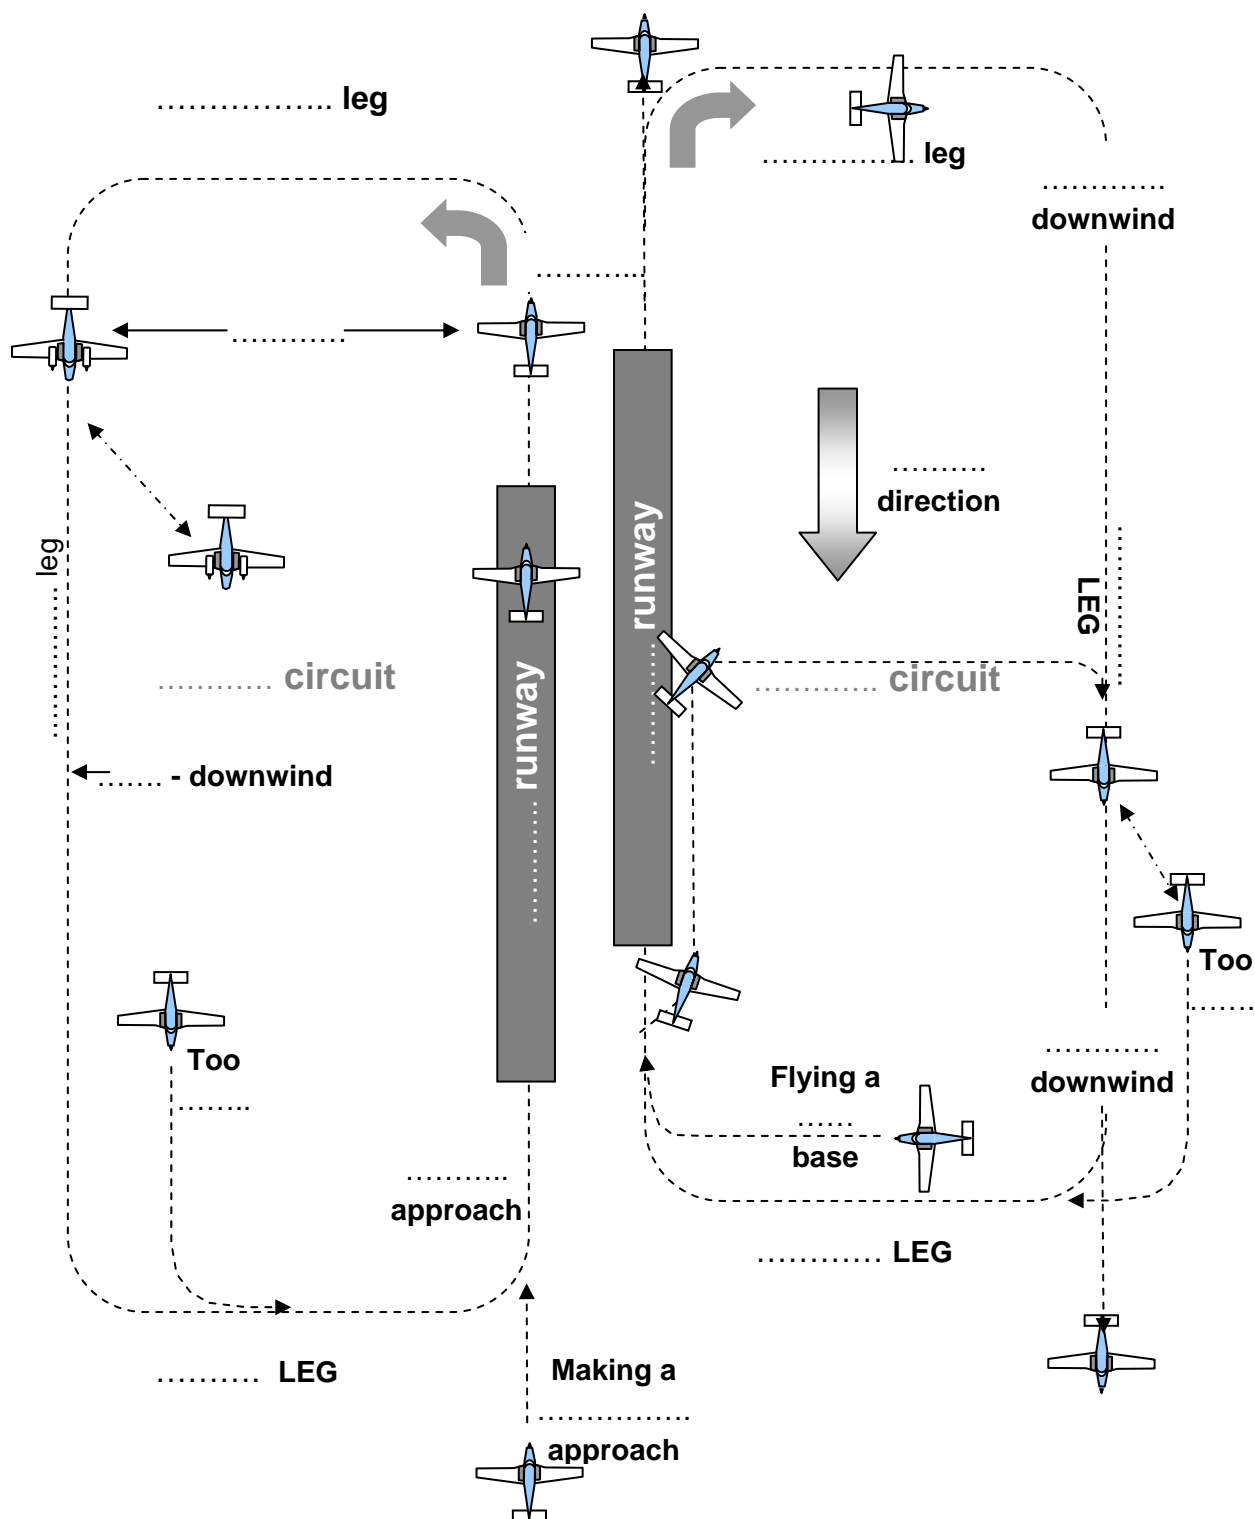 …………….. leg
……………. leg
………….
downwind
………..
…………
……….
direction
………….. leg
LEG
…………..
………….. runway
………….. runway
………… circuit
…………. circuit
……. - downwind
Too
…….
Too
……..
Flying a
……
base
…………
downwind
………..
approach
………… LEG
………. LEG
Making a
…………….
approach